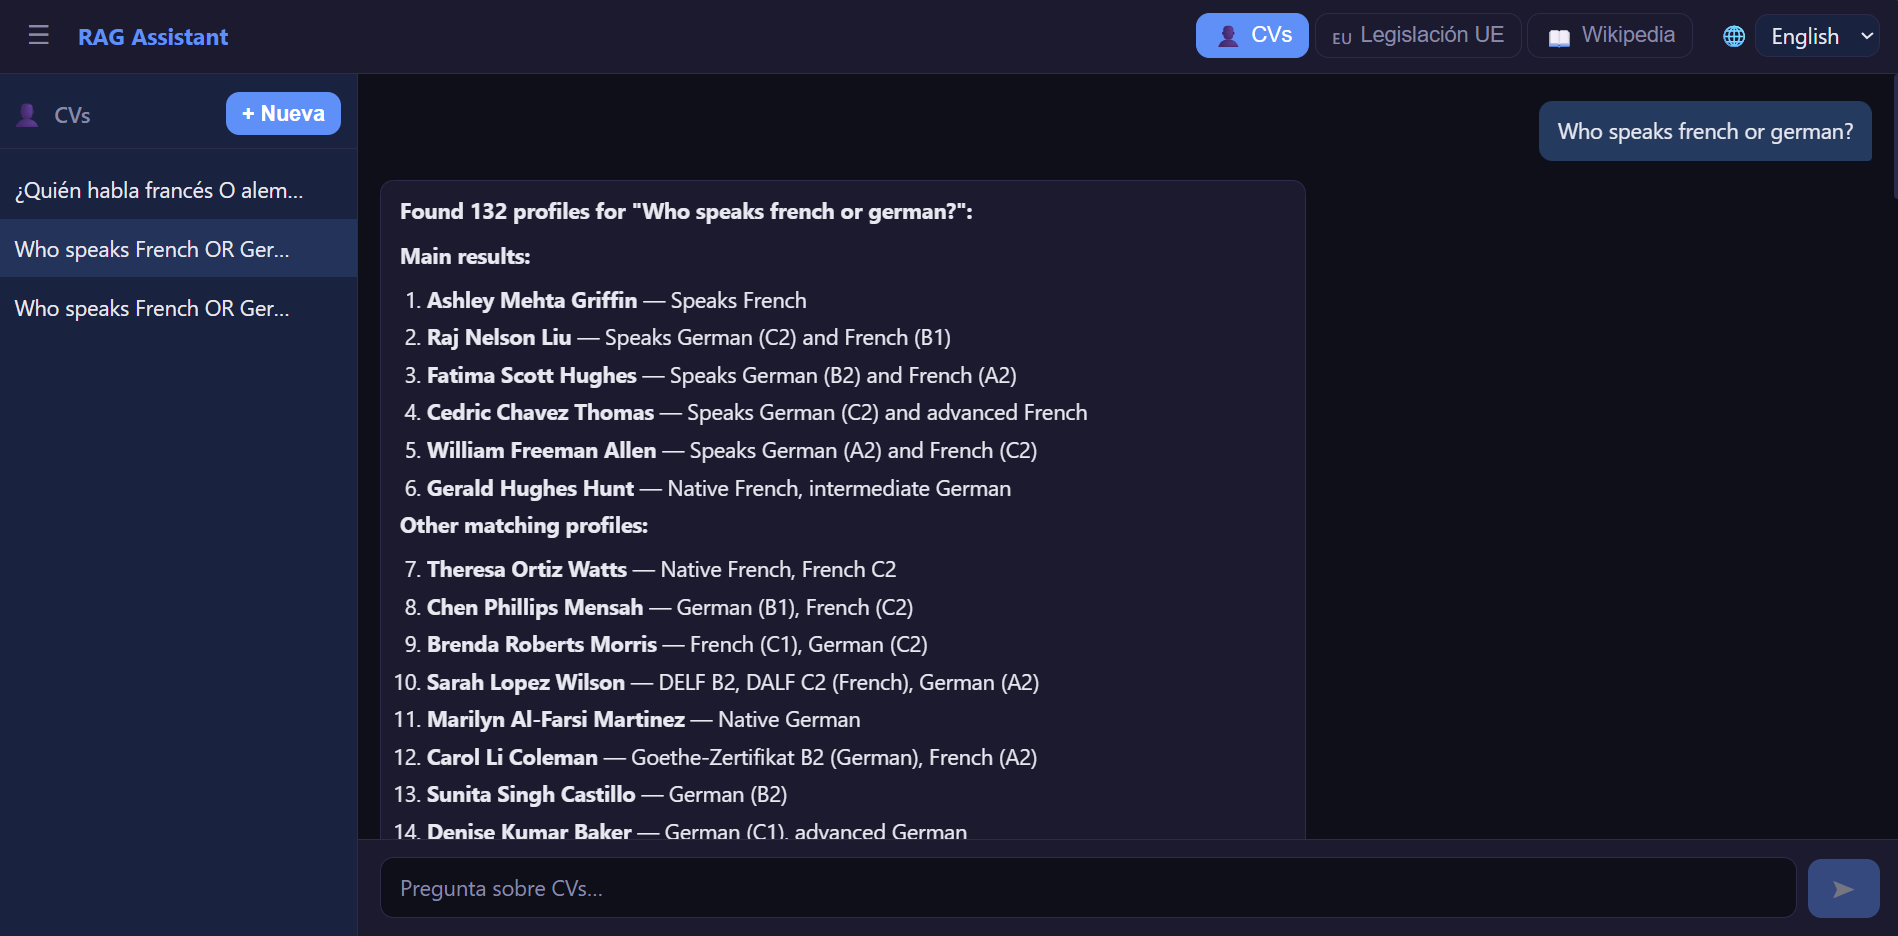 ☰ RAG Assistant
CVs
EU Legislación UE
Wikipedia
English
CVs
+ Nueva
¿Quién habla francés O alem...
Who speaks French OR Ger...
Who speaks French OR Ger...
Who speaks french or german?
Found 132 profiles for "Who speaks french or german?":
Main results:
1. Ashley Mehta Griffin — Speaks French
2. Raj Nelson Liu — Speaks German (C2) and French (B1)
3. Fatima Scott Hughes — Speaks German (B2) and French (A2)
4. Cedric Chavez Thomas — Speaks German (C2) and advanced French
5. William Freeman Allen — Speaks German (A2) and French (C2)
6. Gerald Hughes Hunt — Native French, intermediate German
Other matching profiles:
7. Theresa Ortiz Watts — Native French, French C2
8. Chen Phillips Mensah — German (B1), French (C2)
9. Brenda Roberts Morris — French (C1), German (C2)
10. Sarah Lopez Wilson — DELF B2, DALF C2 (French), German (A2)
11. Marilyn Al-Farsi Martinez — Native German
12. Carol Li Coleman — Goethe-Zertifikat B2 (German), French (A2)
13. Sunita Singh Castillo — German (B2)
14. Denise Kumar Baker — German (C1), advanced German
Pregunta sobre CVs...